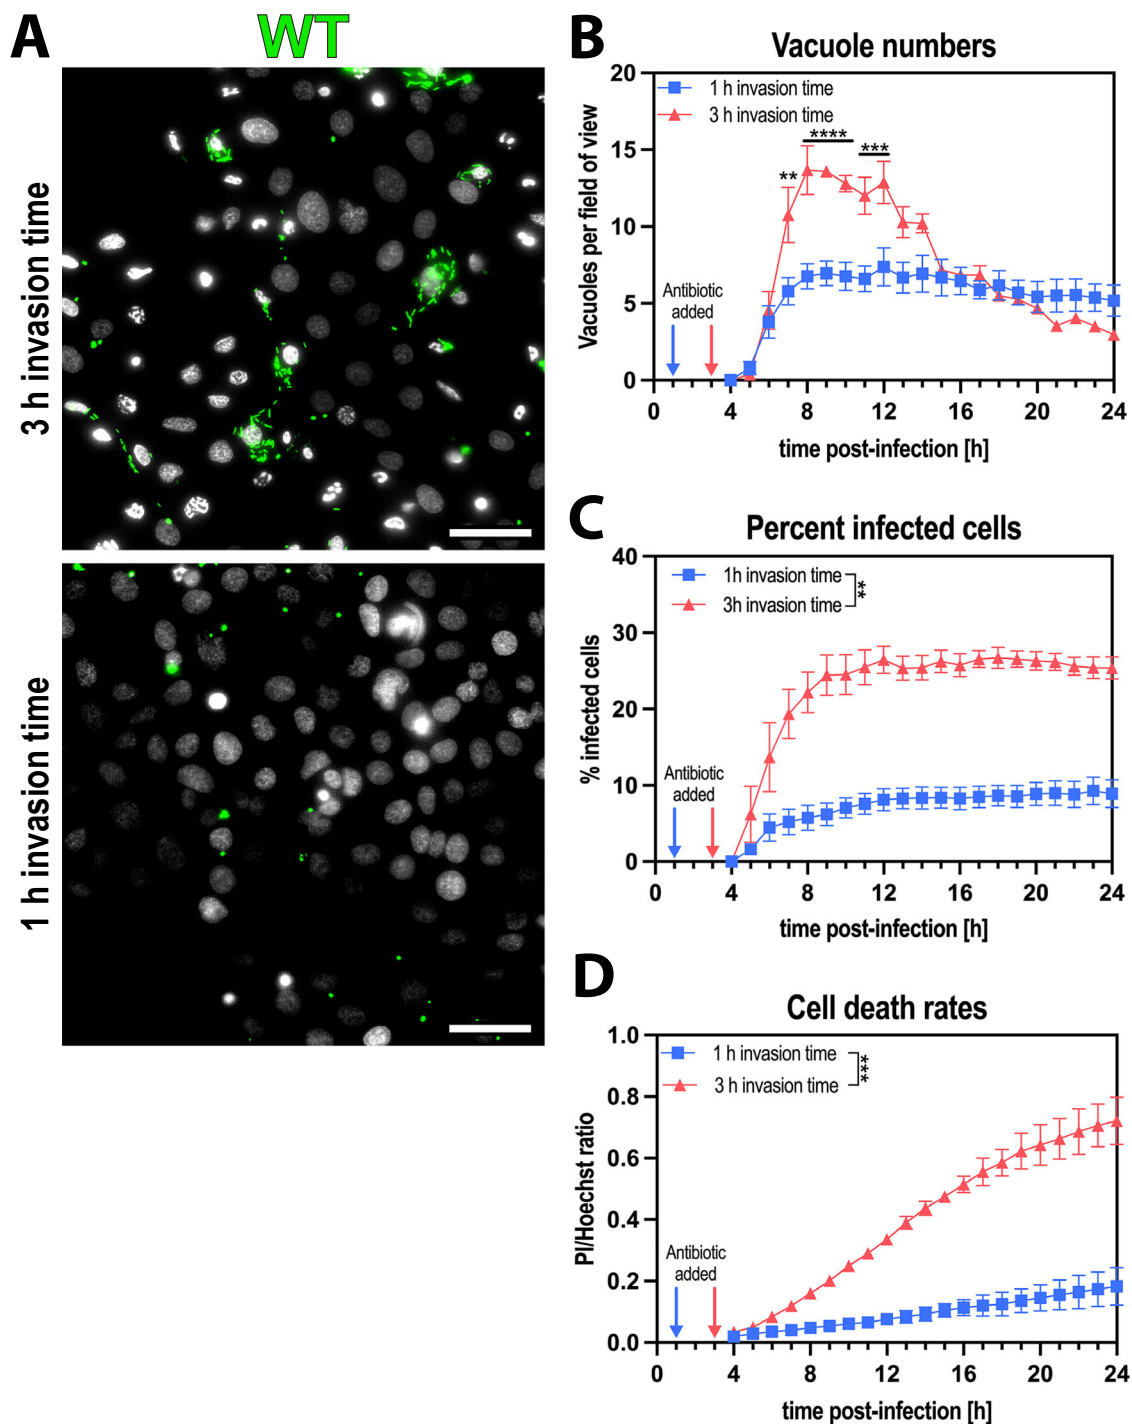 A
WT
3 h invasion time
1 h invasion time
B
Vacuole numbers
1 h invasion time
3 h invasion time
**
****
***
Antibiotic
added
Vacuoles per field of view
20
15
10
5
0
0
4
8
12
16
20
24
time post-infection [h]
C
Percent infected cells
1h invasion time
3h invasion time
**
Antibiotic
added
% infected cells
40
30
20
10
0
0
4
8
12
16
20
24
time post-infection [h]
D
Cell death rates
1 h invasion time
3 h invasion time
***
Antibiotic
added
PI/Hoechst ratio
1.0
0.8
0.6
0.4
0.2
0.0
0
4
8
12
16
20
24
time post-infection [h]